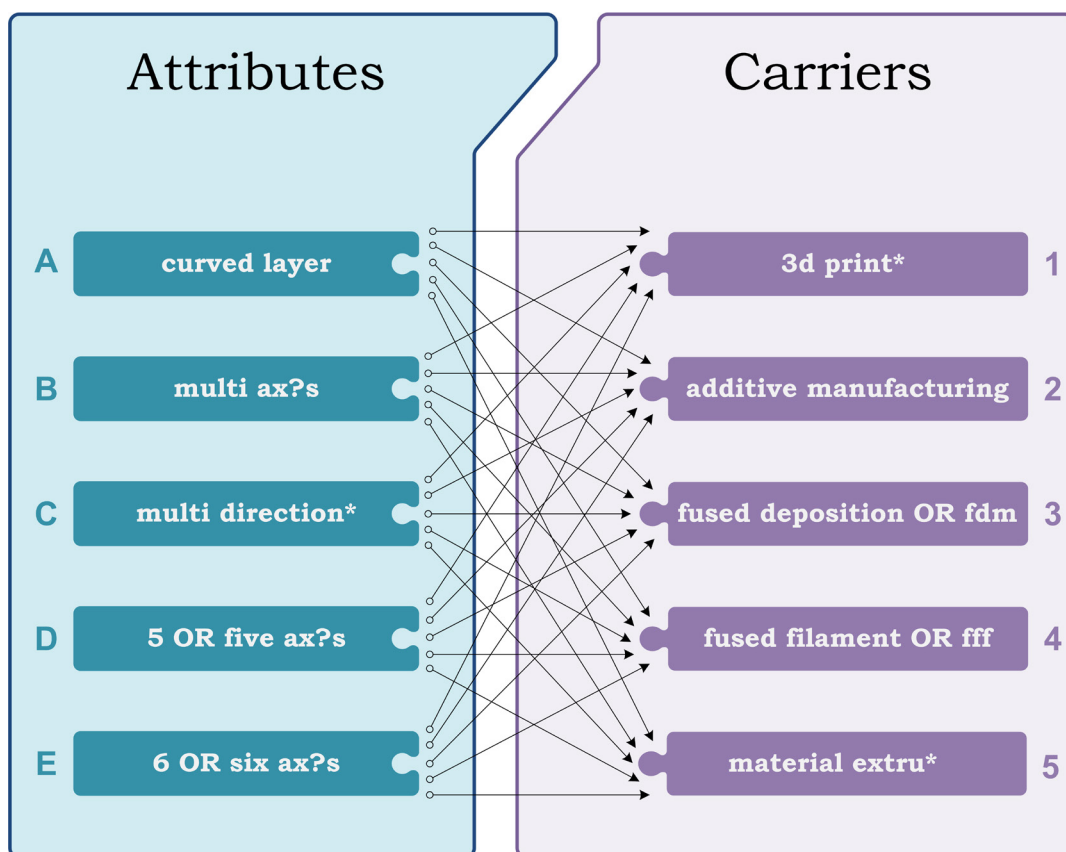 Attributes
Carriers
A curved layer
3d print* 1
B multi ax?s
additive manufacturing 2
C multi direction*
fused deposition OR fdm 3
D 5 OR five ax?s
fused filament OR fff 4
E 6 OR six ax?s
material extru* 5